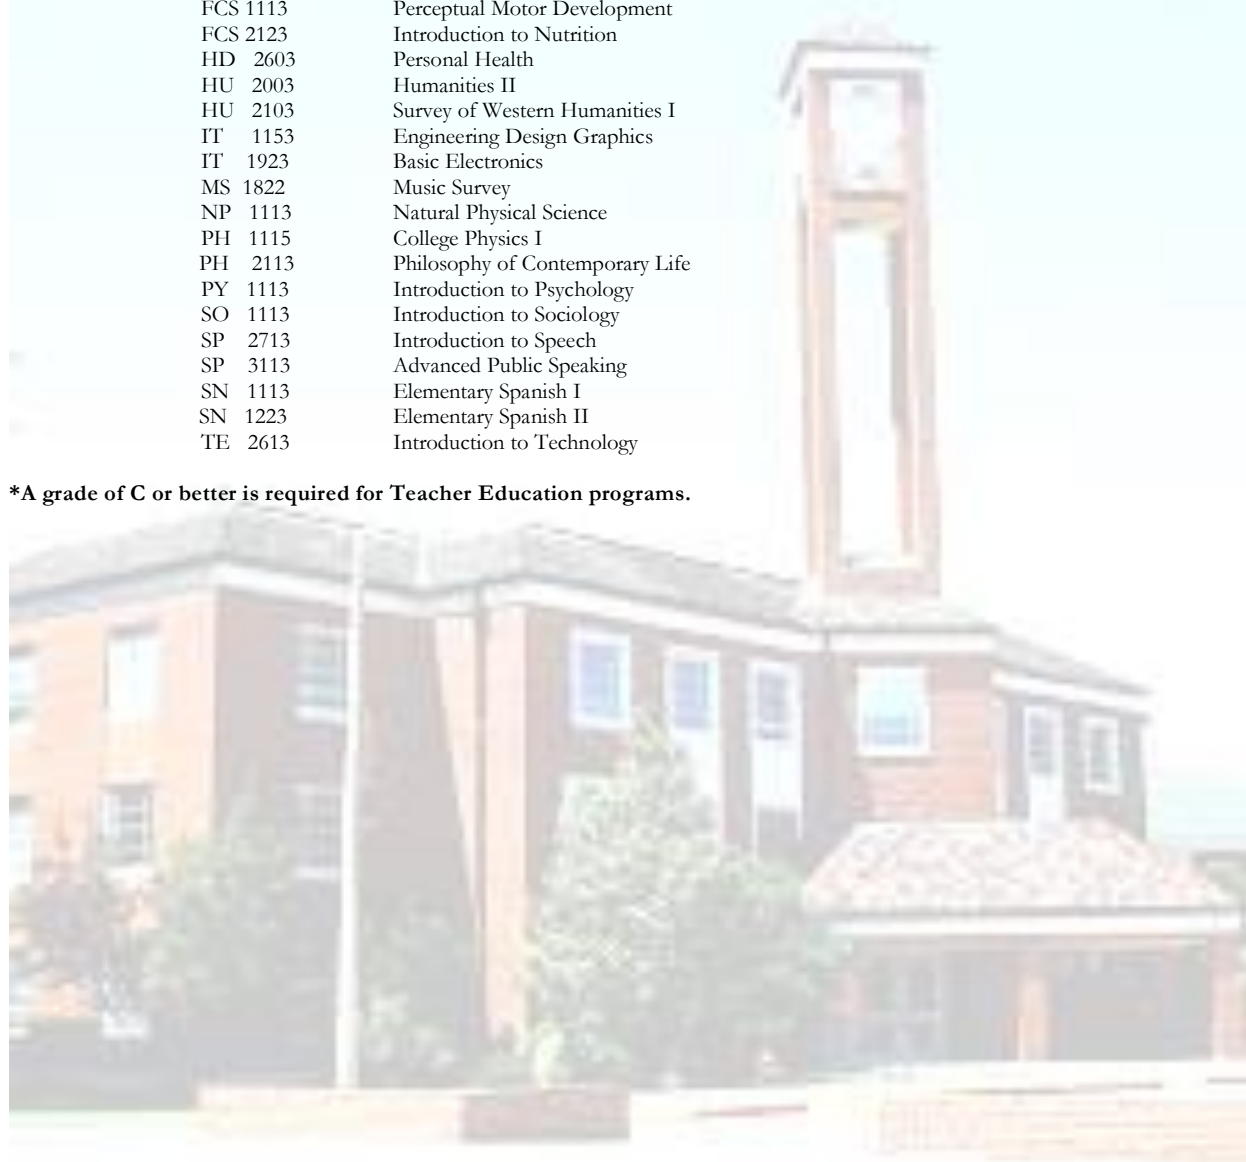 FCS 1113 Perceptual Motor Development
FCS 2123 Introduction to Nutrition
HD 2603 Personal Health
HU 2003 Humanities II
HU 2103 Survey of Western Humanities I
IT 1153 Engineering Design Graphics
IT 1923 Basic Electronics
MS 1822 Music Survey
NP 1113 Natural Physical Science
PH 1115 College Physics I
PH 2113 Philosophy of Contemporary Life
PY 1113 Introduction to Psychology
SO 1113 Introduction to Sociology
SP 2713 Introduction to Speech
SP 3113 Advanced Public Speaking
SN 1113 Elementary Spanish I
SN 1223 Elementary Spanish II
TE 2613 Introduction to Technology
*A grade of C or better is required for Teacher Education programs.